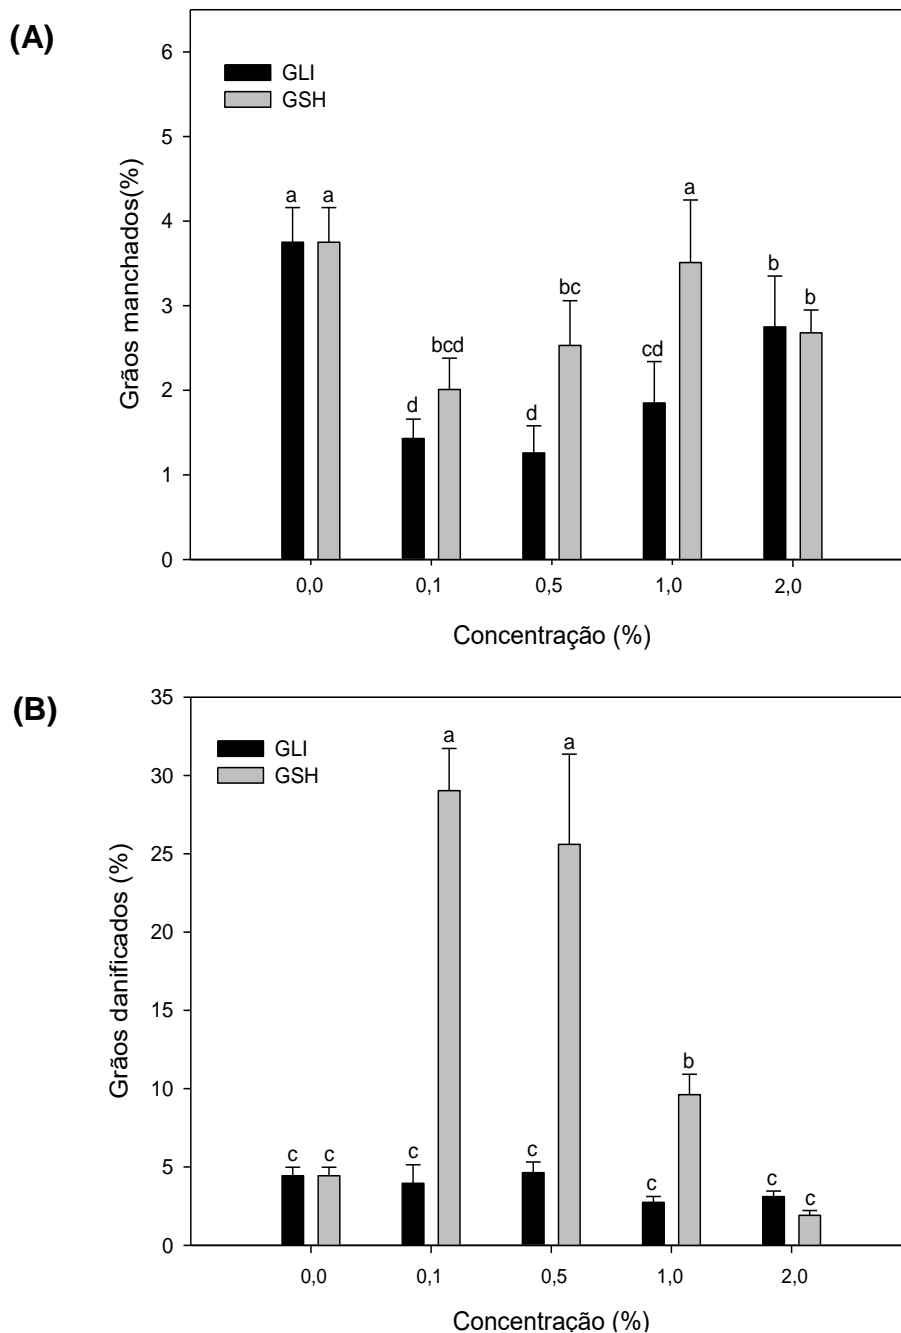 (A)
Grãos manchados(%)
6
5
4
3
2
1
0
GLI
GSH
a a
d bcd
d bc
cd a
b b
0,0 0,1 0,5 1,0 2,0
Concentração (%)
(B)
Grãos danificados (%)
35
30
25
20
15
10
5
0
GLI
GSH
c c
c a
c a
c b
c c
0,0 0,1 0,5 1,0 2,0
Concentração (%)